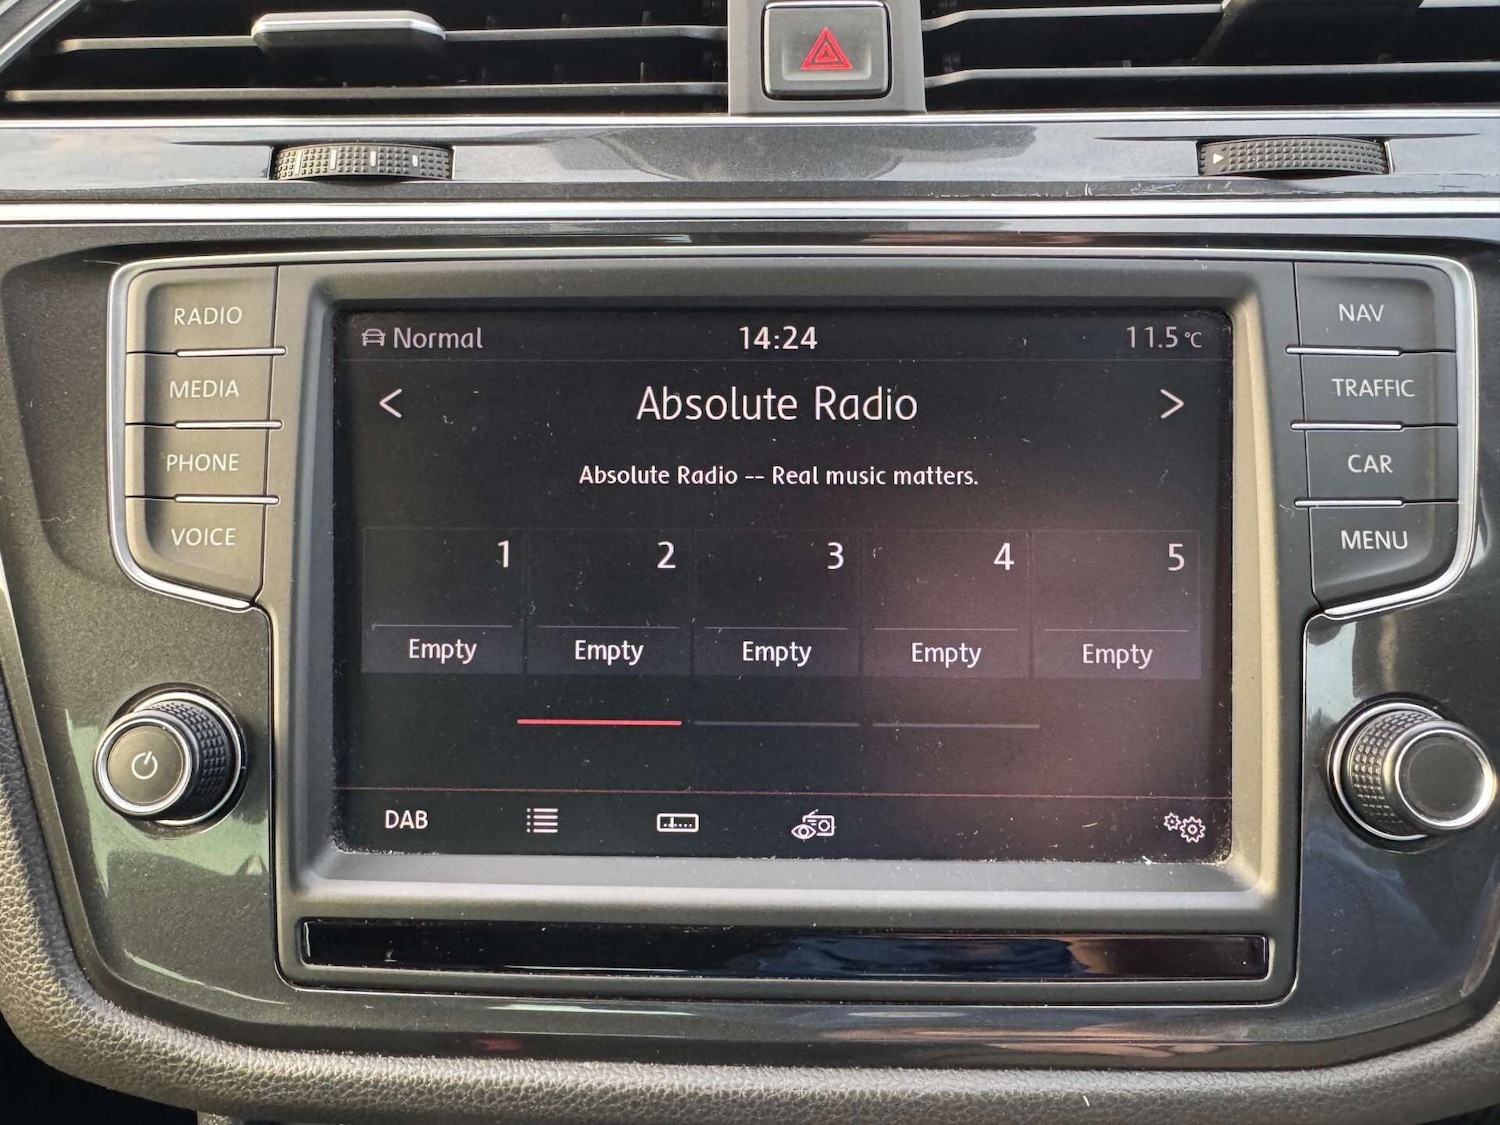 RADIO
MEDIA
PHONE
VOICE
Normal 14:24 11.5 °C
< Absolute Radio >
Absolute Radio -- Real music matters.
1 2 3 4 5
Empty Empty Empty Empty Empty
DAB
NAV
TRAFFIC
CAR
MENU